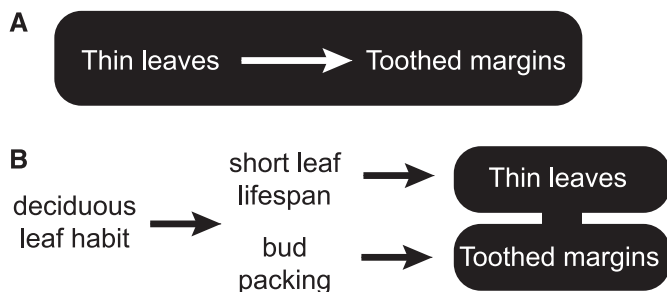 A
Thin leaves Toothed margins
B
short leaf
lifespan
Thin leaves
deciduous
leaf habit
bud
packing
Toothed margins